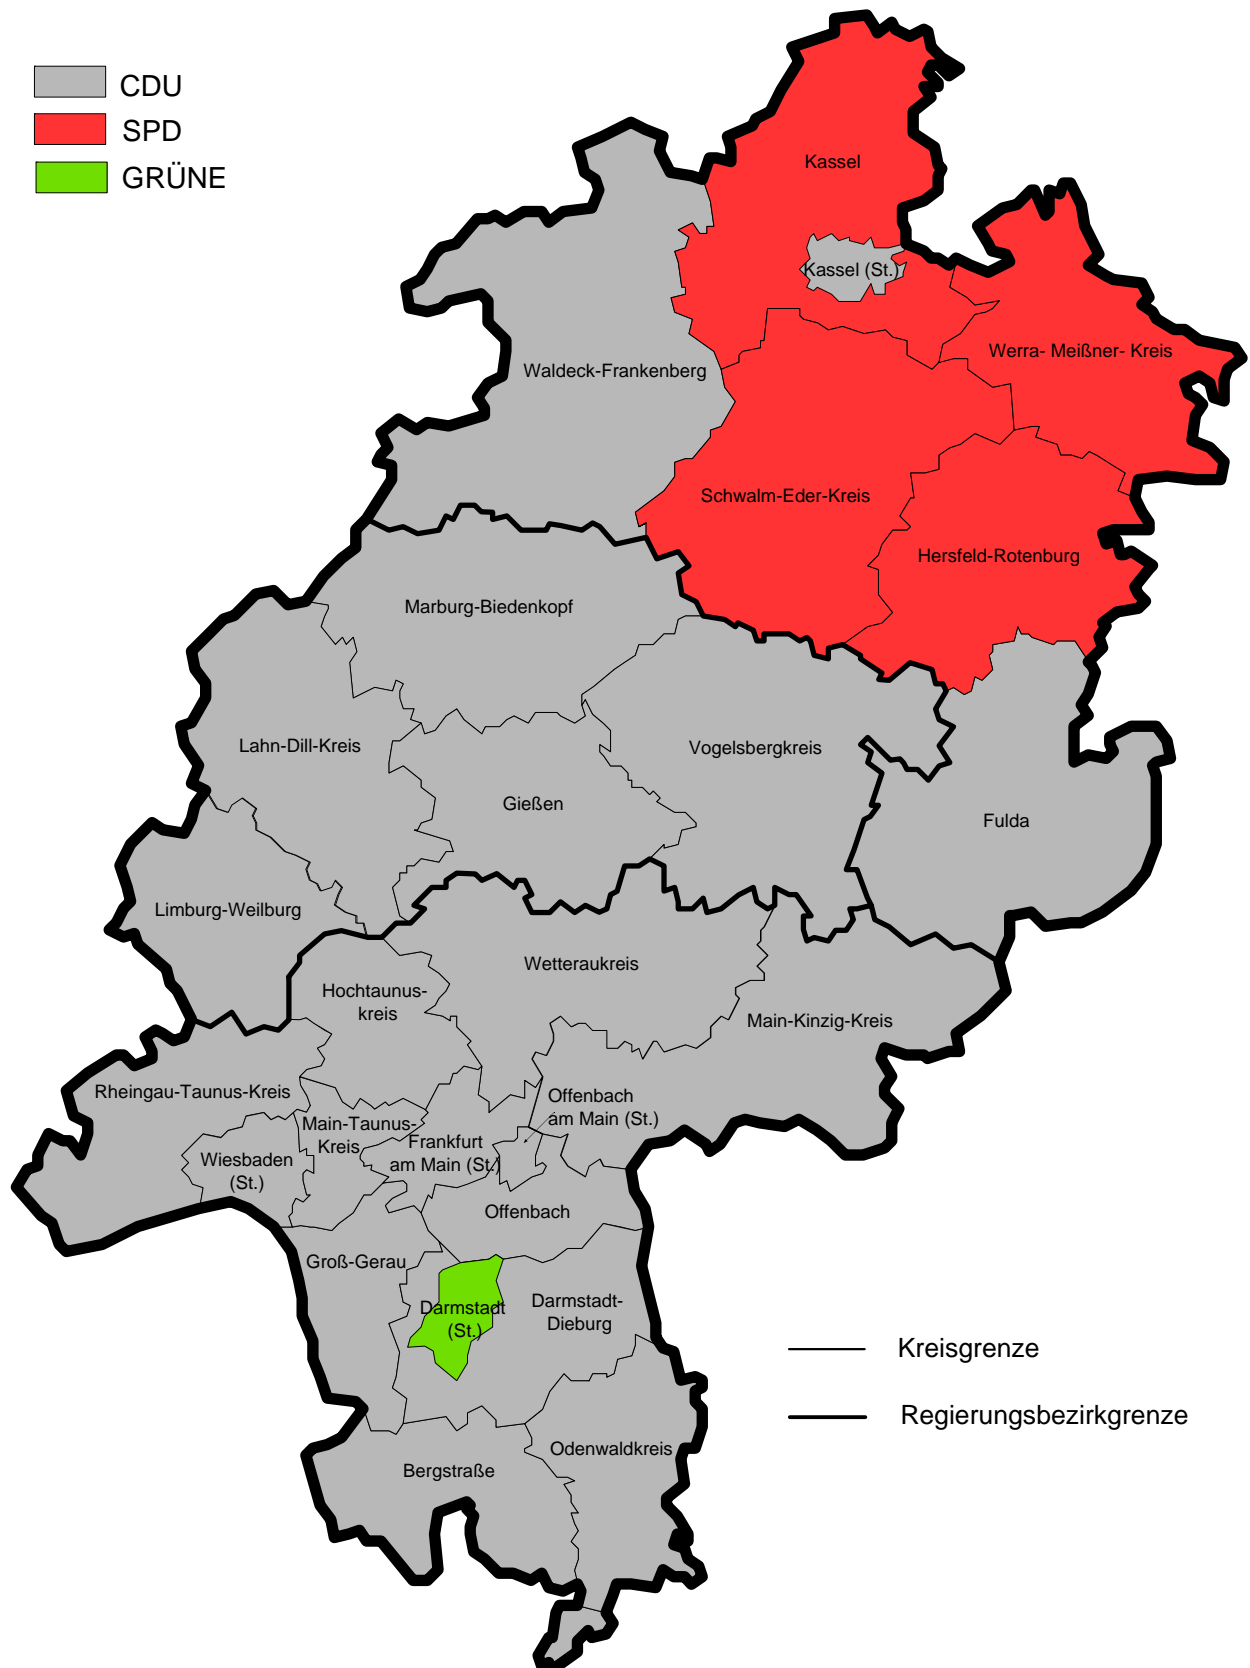 CDU
SPD
GRÜNE
Kassel
Kassel (St.)
Werra- Meißner- Kreis
Waldeck-Frankenberg
Schwalm-Eder-Kreis
Hersfeld-Rotenburg
Marburg-Biedenkopf
Lahn-Dill-Kreis
Vogelsbergkreis
Gießen
Fulda
Limburg-Weilburg
Wetteraukreis
Hochtaunus-
kreis
Main-Kinzig-Kreis
Rheingau-Taunus-Kreis
Offenbach
am Main (St.)
Main-Taunus-
Kreis
Frankfurt
am Main (St.)
Wiesbaden
(St.)
Offenbach
Groß-Gerau
Darmstadt
(St.)
Darmstadt-
Dieburg
Kreisgrenze
Regierungsbezirkgrenze
Odenwaldkreis
Bergstraße